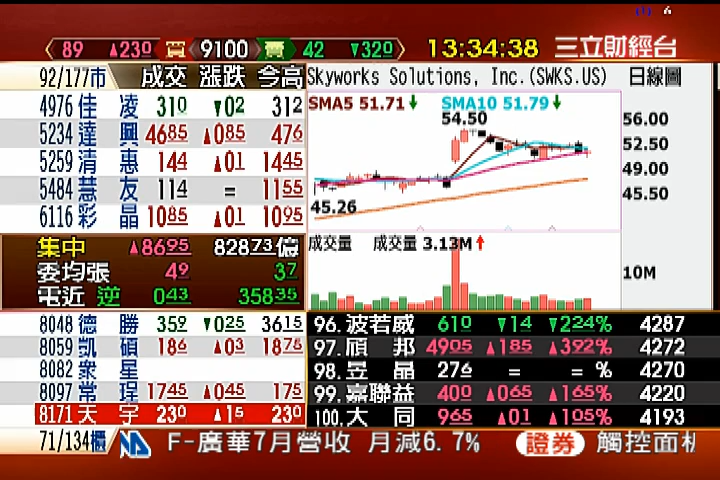 (1) 6
89 ▲230 買 9100 賣 42 ▼320 13:34:38 三立財經台
92/177市 成交 漲跌 今高
4976 佳凌 310 ▼02 312
5234 達興 4685 ▲085 476
5259 清惠 144 ▲01 1445
5484 慧友 114 = 1155
6116 彩晶 1085 ▲01 1095
集中 ▲8695 82873億
委均張 49 37
電近 逆 043 35835
8048 德勝 359 ▼025 3615
8059 凱碩 186 ▲03 1875
8082 衆星
8097 常珵 1745 ▲045 175
8171 天宇 230 ▲15 230
71/134櫃
Skyworks Solutions, Inc.(SWKS.US) 日線圖
SMA5 51.71↓ SMA10 51.79↓
54.50
45.26
56.00
52.50
49.00
45.50
成交量 成交量 3.13M↑
10M
96. 波若威 610 ▼14 ▼224% 4287
97. 頎邦 4905 ▲185 ▲392% 4272
98. 昱晶 276 = = % 4270
99. 嘉聯益 400 ▲065 ▲165% 4220
100. 大同 965 ▲01 ▲105% 4193
F-廣華7月營收 月減6.7% 證券 觸控面板